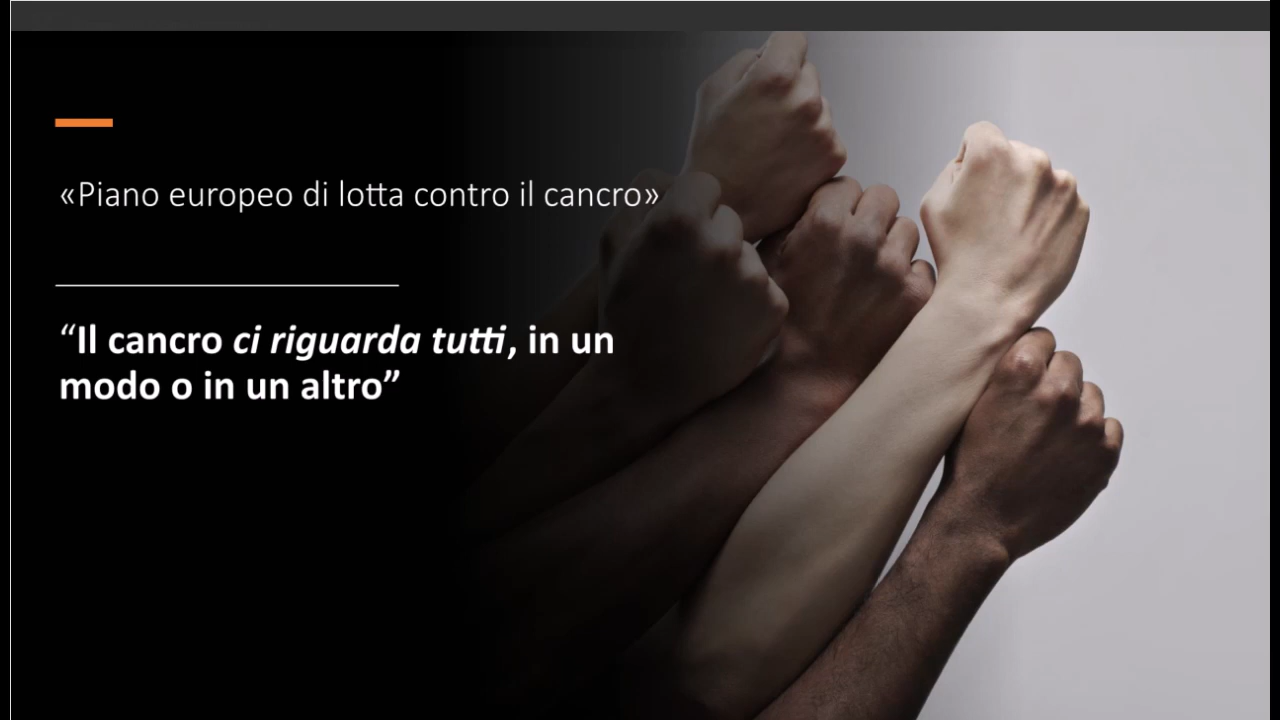 «Piano europeo di lotta contro il cancro»
“Il cancro ci riguarda tutti, in un
modo o in un altro”